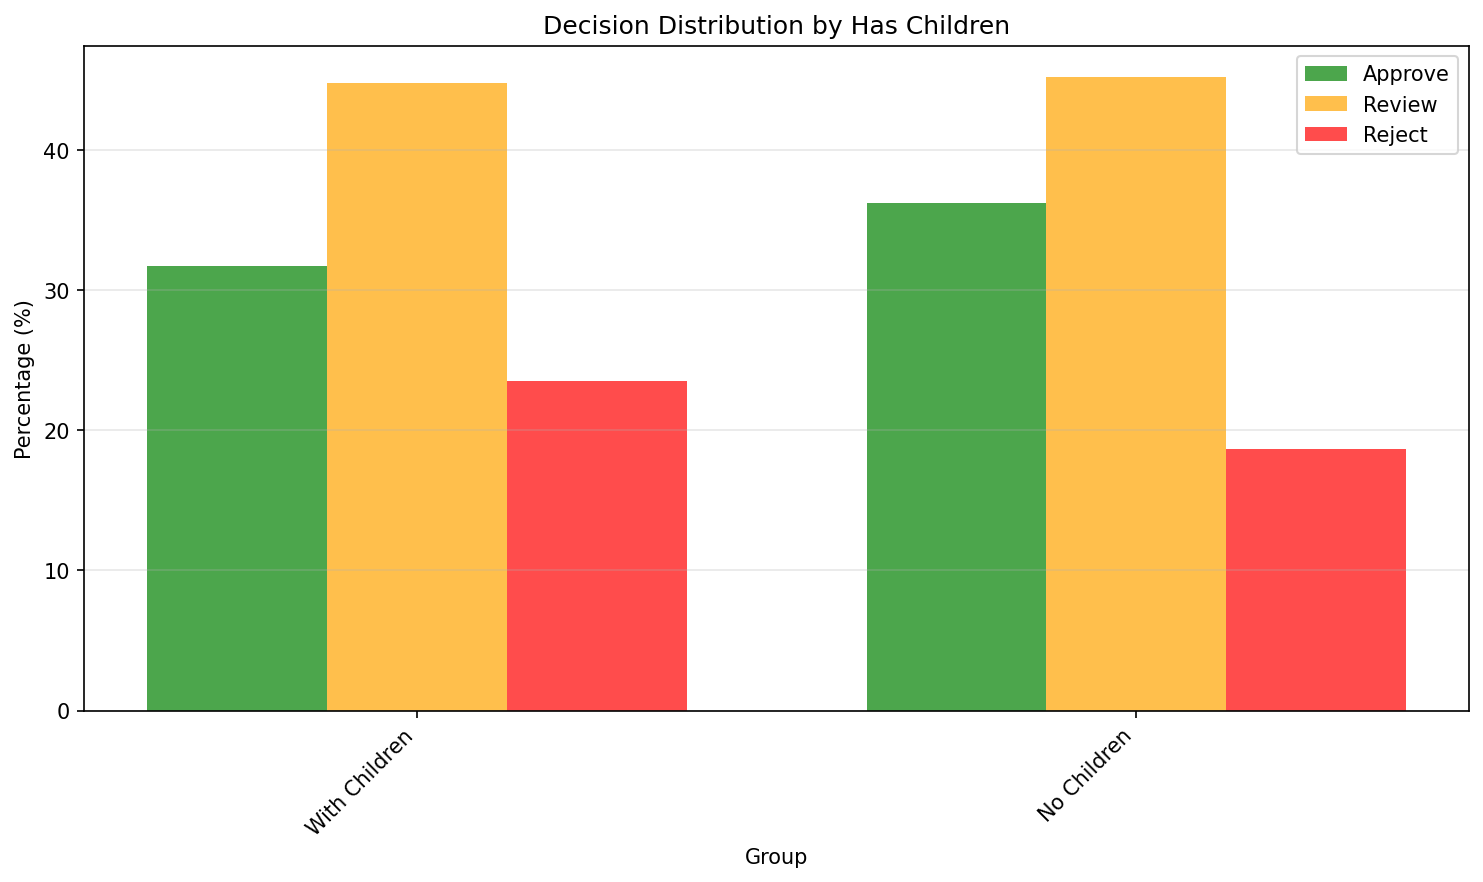 Decision Distribution by Has Children
Approve
Review
Reject
Percentage (%)
40
30
20
10
0
With Children
No Children
Group